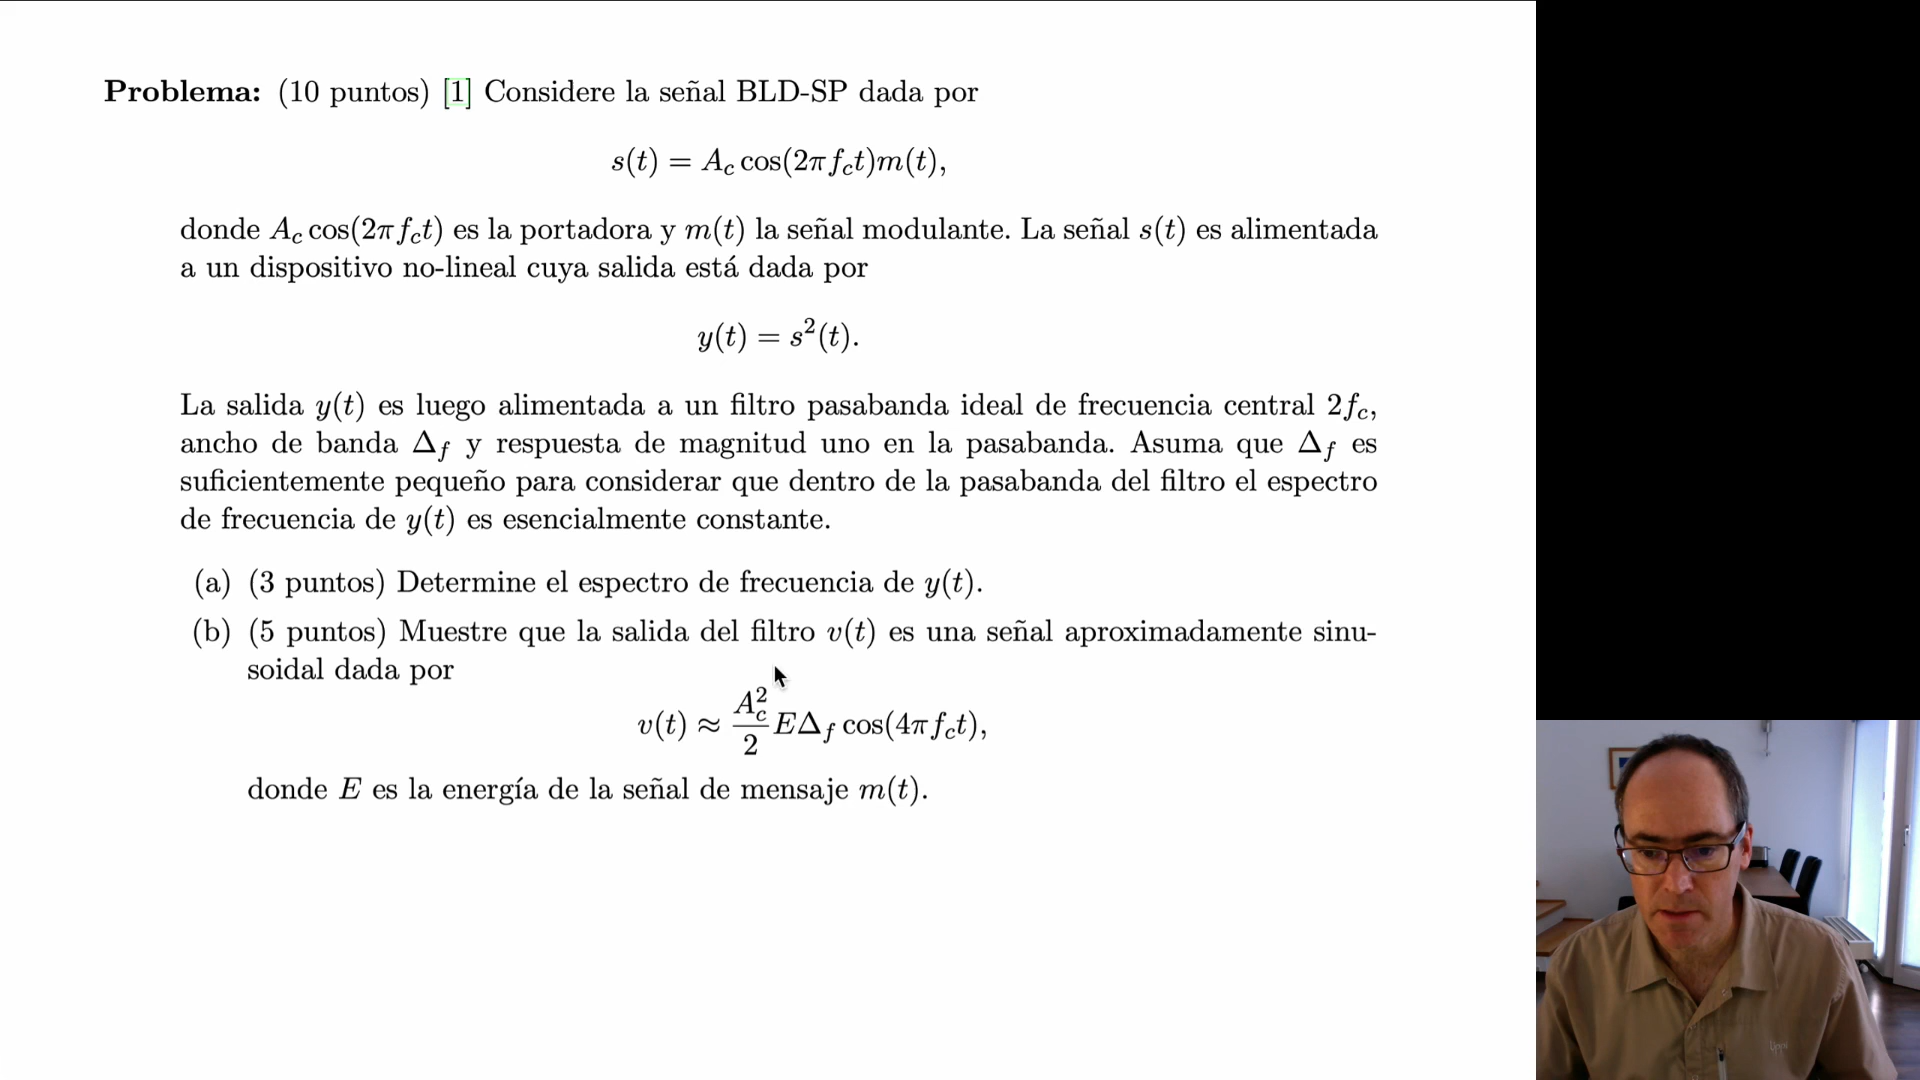 Problema: (10 puntos) [1] Considere la señal BLD-SP dada por
s(t) = A_c cos(2πf_ct)m(t),
donde A_c cos(2πf_ct) es la portadora y m(t) la señal modulante. La señal s(t) es alimentada
a un dispositivo no-lineal cuya salida está dada por
y(t) = s²(t).
La salida y(t) es luego alimentada a un filtro pasabanda ideal de frecuencia central 2f_c,
ancho de banda Δ_f y respuesta de magnitud uno en la pasabanda. Asuma que Δ_f es
suficientemente pequeño para considerar que dentro de la pasabanda del filtro el espectro
de frecuencia de y(t) es esencialmente constante.
(a) (3 puntos) Determine el espectro de frecuencia de y(t).
(b) (5 puntos) Muestre que la salida del filtro v(t) es una señal aproximadamente sinu-
soidal dada por
v(t) ≈ A_c²/2 EΔ_f cos(4πf_ct),
donde E es la energía de la señal de mensaje m(t).